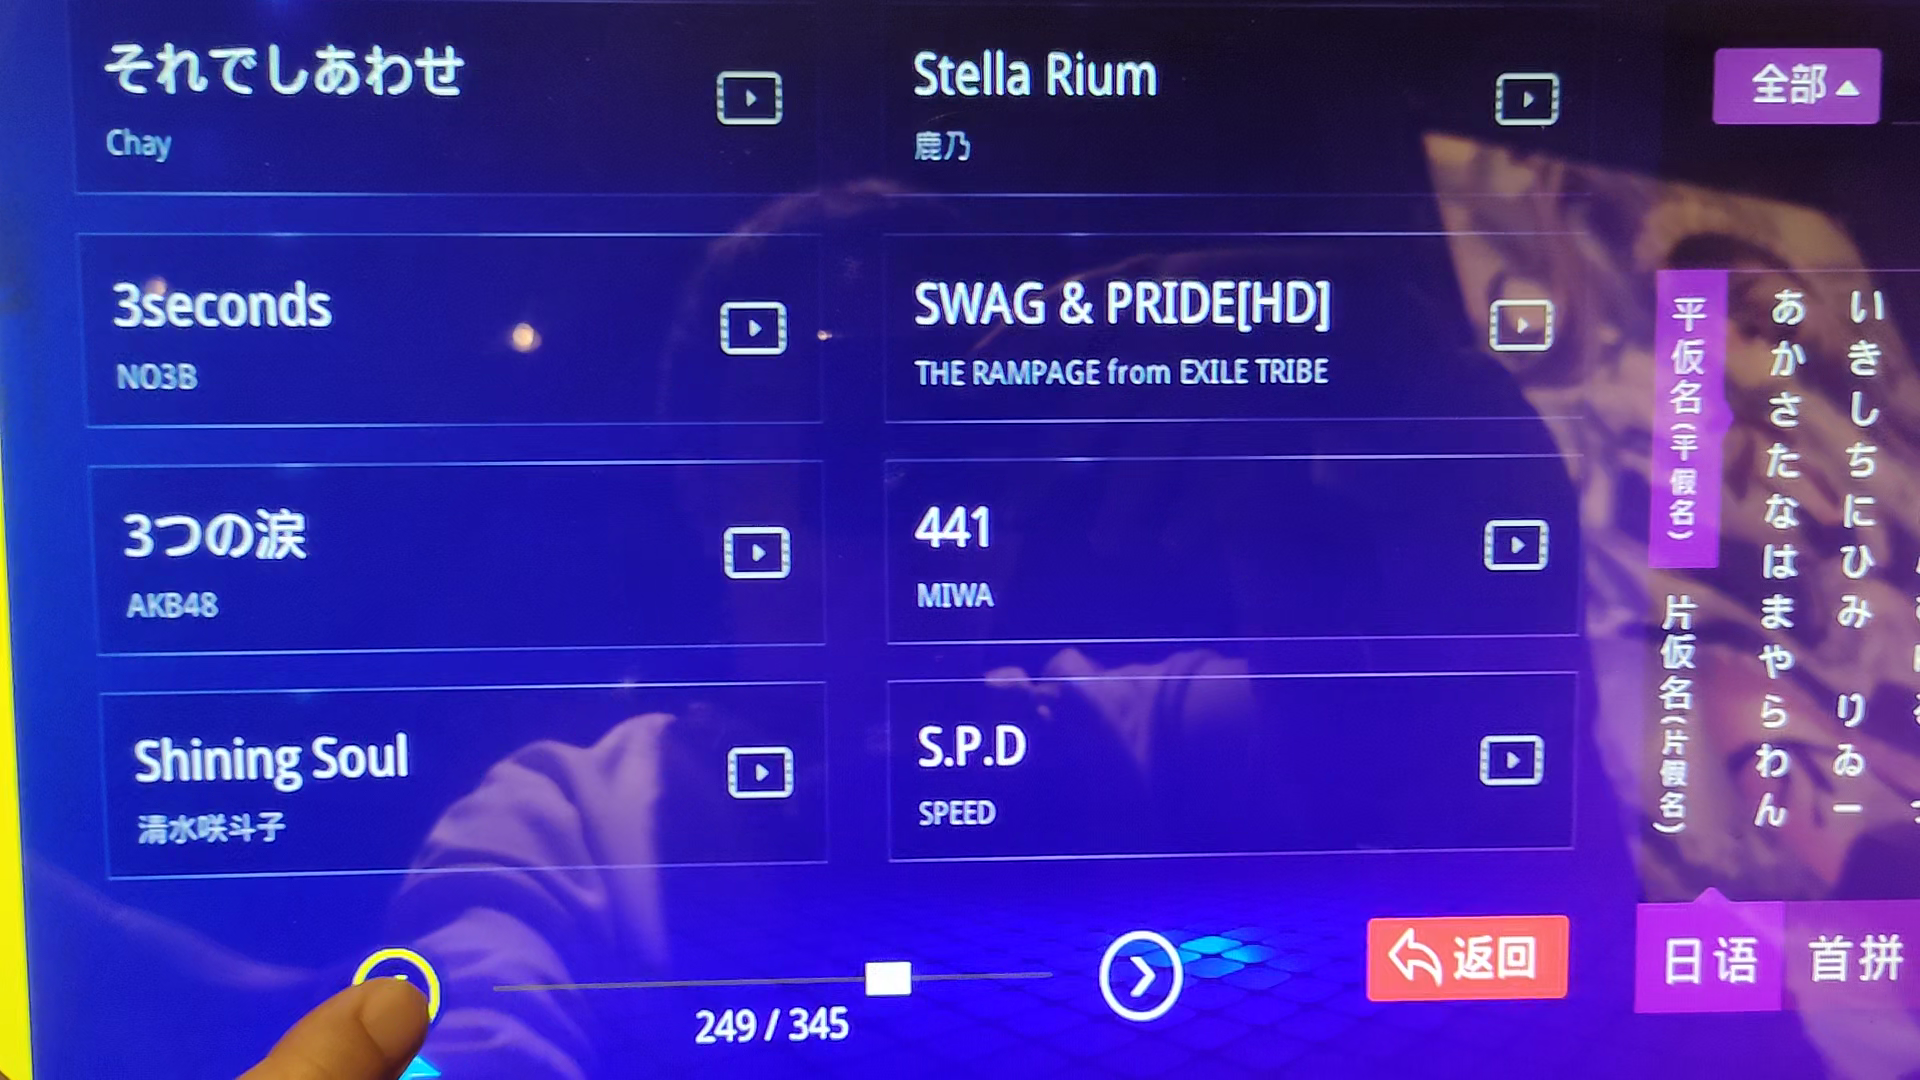 それでしあわせ
Chay
Stella Rium
鹿乃
3seconds
NO3B
SWAG & PRIDE[HD]
THE RAMPAGE from EXILE TRIBE
3つの涙
AKB48
441
MIWA
Shining Soul
清水咲斗子
S.P.D
SPEED
249 / 345
返回
全部
平仮名(平假名)
片仮名(片假名)
あかさたなはまやらわん
いきしちにひみ りゐー
日语
首拼